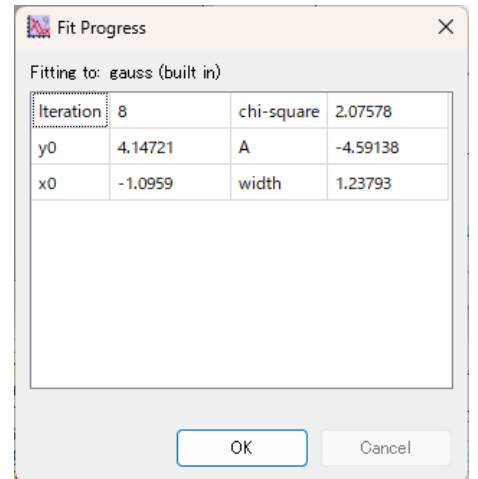 Fit Progress
Fitting to: gauss (built in)
Iteration 8 chi-square 2.07578
y0 4.14721 A -4.59138
x0 -1.0959 width 1.23793
OK Cancel